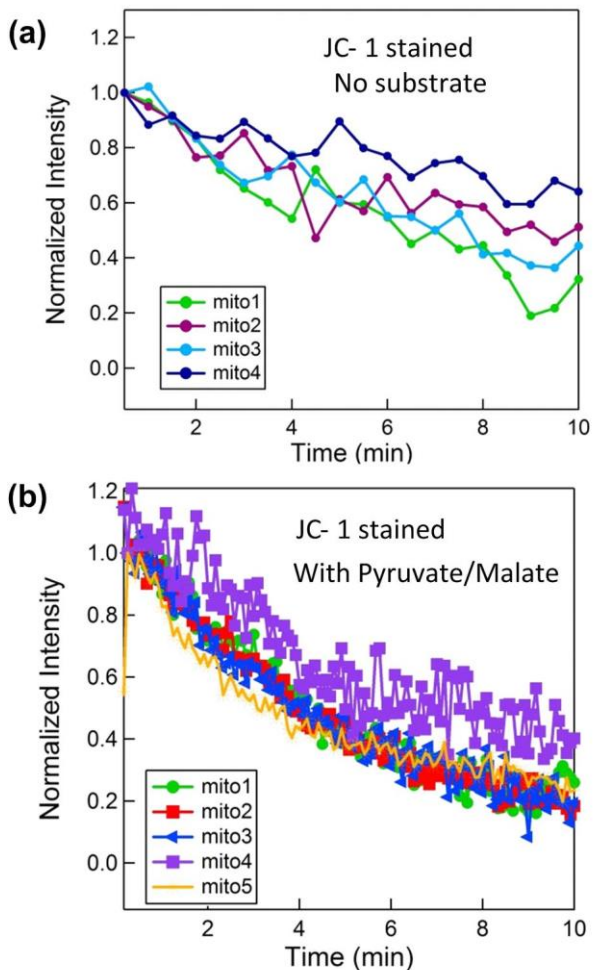 (a)
JC- 1 stained
No substrate
1.2
1.0
0.8
0.6
0.4
0.2
0.0
Normalized Intensity
mito1
mito2
mito3
mito4
2
4
6
8
10
Time (min)
(b)
JC- 1 stained
With Pyruvate/Malate
1.2
1.0
0.8
0.6
0.4
0.2
0.0
Normalized Intensity
mito1
mito2
mito3
mito4
mito5
2
4
6
8
10
Time (min)